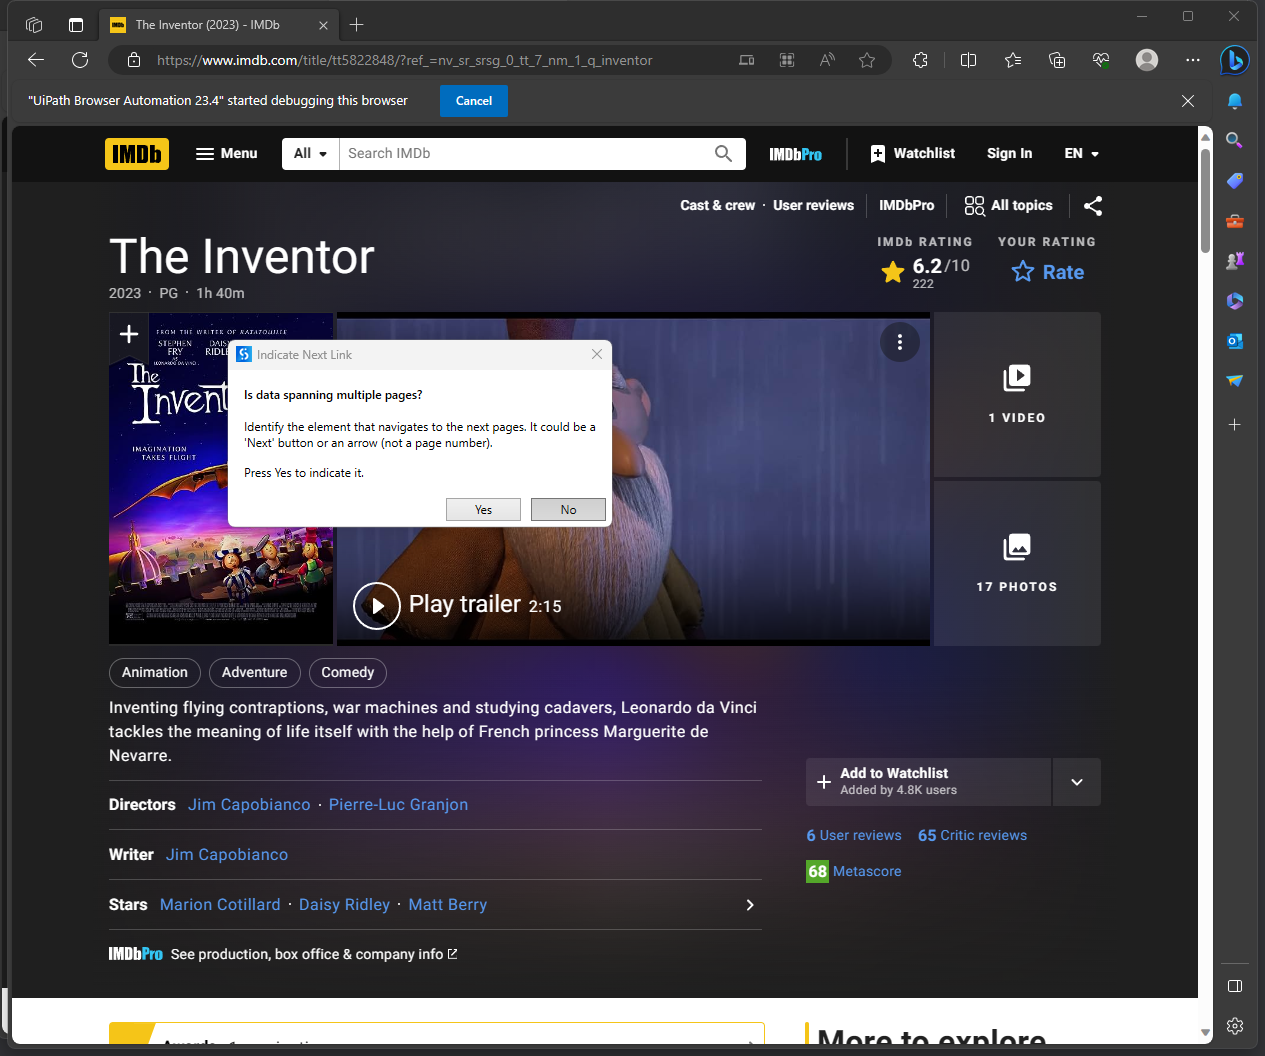 The Inventor (2023) - IMDb
https://www.imdb.com/title/tt5822848/?ref_=nv_sr_srsg_0_tt_7_nm_1_q_inventor
"UiPath Browser Automation 23.4" started debugging this browser
Cancel
IMDb
Menu
All
Search IMDb
IMDbPro
Watchlist
Sign In
EN
Cast & crew · User reviews
IMDbPro
All topics
The Inventor
2023 · PG · 1h 40m
IMDb RATING
6.2/10
222
YOUR RATING
Rate
FROM THE WRITER OF RATATOUILLE
STEPHEN
FRY
The
IMAGINATION
TAKES FLIGHT
Indicate Next Link
Is data spanning multiple pages?
Identify the element that navigates to the next pages. It could be a
'Next' button or an arrow (not a page number).
Press Yes to indicate it.
Yes
No
Play trailer 2:15
1 VIDEO
17 PHOTOS
Animation
Adventure
Comedy
Inventing flying contraptions, war machines and studying cadavers, Leonardo da Vinci
tackles the meaning of life itself with the help of French princess Marguerite de
Nevarre.
Directors Jim Capobianco · Pierre-Luc Granjon
Writer Jim Capobianco
Stars Marion Cotillard · Daisy Ridley · Matt Berry
IMDbPro See production, box office & company info
Add to Watchlist
Added by 4.8K users
6 User reviews 65 Critic reviews
68 Metascore
More to explore